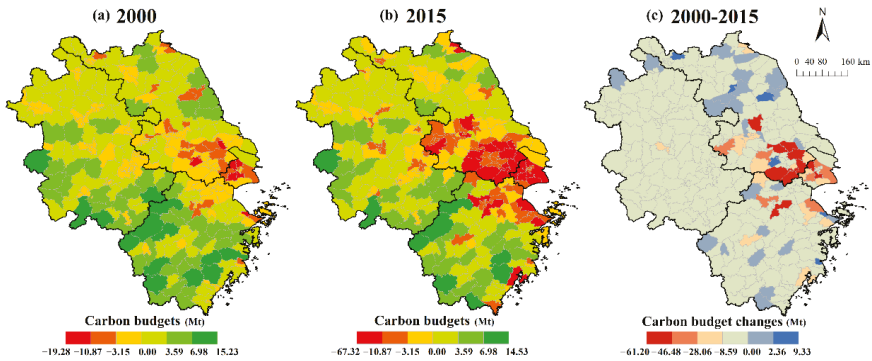 (a) 2000
(b) 2015
(c) 2000-2015
N
0 40 80 160 km
Carbon budgets (Mt)
−19.28 −10.87 −3.15 0.00 3.59 6.98 15.23
Carbon budgets (Mt)
−67.32 −10.87 −3.15 0.00 3.59 6.98 14.53
Carbon budget changes (Mt)
−61.20 −46.48 −28.06 −8.59 0.00 2.36 9.33